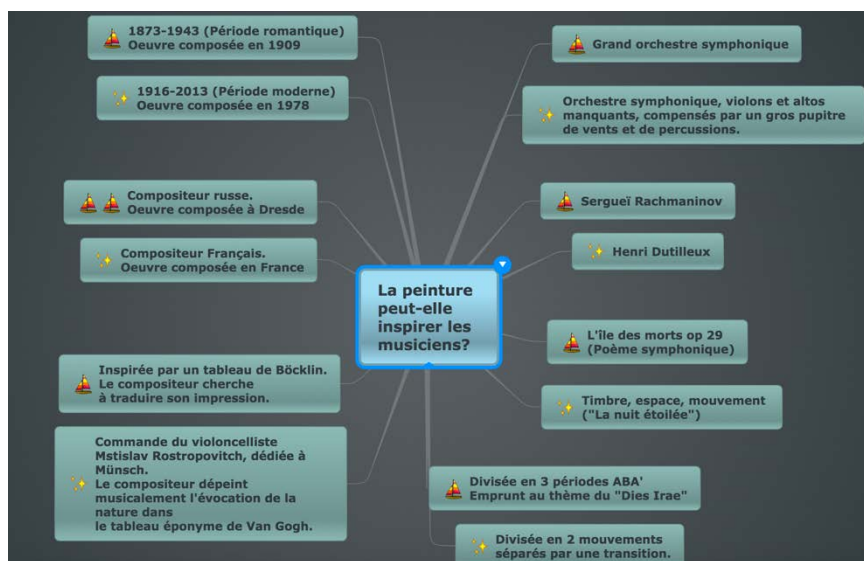 1873-1943 (Période romantique)
Oeuvre composée en 1909
1916-2013 (Période moderne)
Oeuvre composée en 1978
Compositeur russe.
Oeuvre composée à Dresde
Compositeur Français.
Oeuvre composée en France
Inspirée par un tableau de Böcklin.
Le compositeur cherche
à traduire son impression.
Commande du violoncelliste
Mstislav Rostropovitch, dédiée à
Münsch.
Le compositeur dépeint
musicalement l'évocation de la
nature dans
le tableau éponyme de Van Gogh.
La peinture
peut-elle
inspirer les
musiciens?
Grand orchestre symphonique
Orchestre symphonique, violons et altos
manquants, compensés par un gros pupitre
de vents et de percussions.
Sergueï Rachmaninov
Henri Dutilleux
L'île des morts op 29
(Poème symphonique)
Timbre, espace, mouvement
("La nuit étoilée")
Divisée en 3 périodes ABA'
Emprunt au thème du "Dies Irae"
Divisée en 2 mouvements
séparés par une transition.